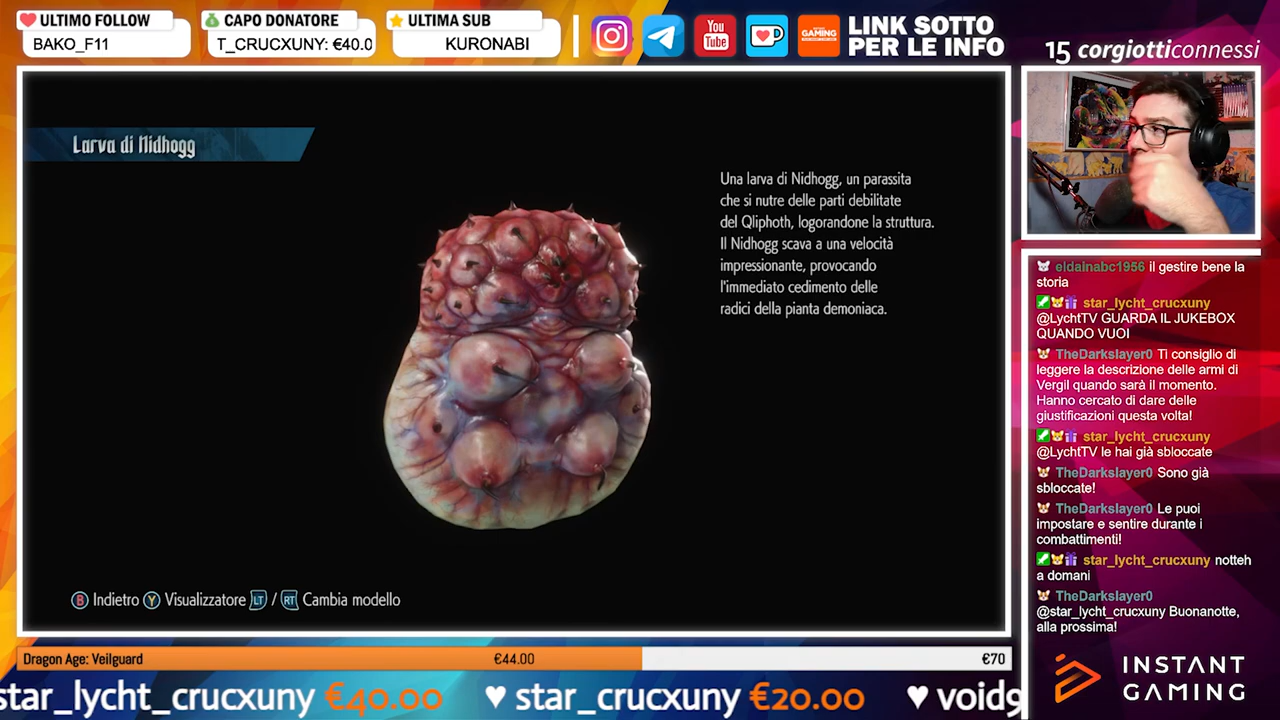 ULTIMO FOLLOW
BAKO_F11
CAPO DONATORE
T_CRUCXUNY: €40.0
ULTIMA SUB
KURONABI
You
Tube
GAMING
LINK SOTTO
PER LE INFO
15 corgiotticonnessi
Larva di Nidhogg
Una larva di Nidhogg, un parassita
che si nutre delle parti debilitate
del Qliphoth, logorandone la struttura.
Il Nidhogg scava a una velocità
impressionante, provocando
l'immediato cedimento delle
radici della pianta demoniaca.
B Indietro Y Visualizzatore LT / RT Cambia modello
eldainabc1956 il gestire bene la
storia
star_lycht_crucxuny
@LychtTV GUARDA IL JUKEBOX
QUANDO VUOI
TheDarkslayer0 Ti consiglio di
leggere la descrizione delle armi di
Vergil quando sarà il momento.
Hanno cercato di dare delle
giustificazioni questa volta!
star_lycht_crucxuny
@LychtTV le hai già sbloccate
TheDarkslayer0 Sono già
sbloccate!
TheDarkslayer0 Le puoi
impostare e sentire durante i
combattimenti!
star_lycht_crucxuny notteh
a domani
TheDarkslayer0
@star_lycht_crucxuny Buonanotte,
alla prossima!
INSTANT
GAMING
Dragon Age: Veilguard €44.00 €70
star_lycht_crucxuny €40.00 ♥ star_crucxuny €20.00 ♥ void9